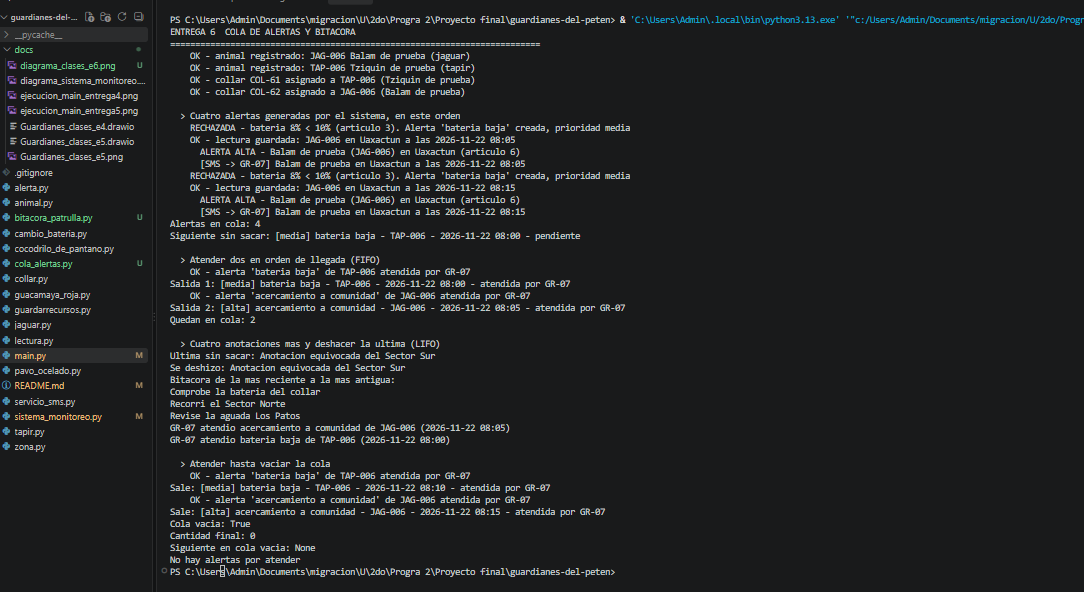 guardianes-del-...
__pycache__
docs
diagrama_clases_e6.png U
diagrama_sistema_monitoreo....
ejecucion_main_entrega4.png
ejecucion_main_entrega5.png
Guardianes_clases_e4.drawio
Guardianes_clases_e5.drawio
Guardianes_clases_e5.png
.gitignore
alerta.py
animal.py
bitacora_patrulla.py U
cambio_bateria.py
cocodrilo_de_pantano.py
cola_alertas.py U
collar.py
guacamaya_roja.py
guardarrecursos.py
jaguar.py
lectura.py
main.py M
pavo_ocelado.py
README.md M
servicio_sms.py
sistema_monitoreo.py M
tapir.py
zona.py
PS C:\Users\Admin\Documents\migracion\U\2do\Progra 2\Proyecto final\guardianes-del-peten> & 'C:\Users\Admin\.local\bin\python3.13.exe' '"c:/Users/Admin/Documents/migracion/U/2do/Progr
ENTREGA 6  COLA DE ALERTAS Y BITACORA
======================================================================
OK - animal registrado: JAG-006 Balam de prueba (jaguar)
OK - animal registrado: TAP-006 Tziquin de prueba (tapir)
OK - collar COL-61 asignado a TAP-006 (Tziquin de prueba)
OK - collar COL-62 asignado a JAG-006 (Balam de prueba)
> Cuatro alertas generadas por el sistema, en este orden
RECHAZADA - bateria 8% < 10% (articulo 3). Alerta 'bateria baja' creada, prioridad media
OK - lectura guardada: JAG-006 en Uaxactun a las 2026-11-22 08:05
ALERTA ALTA - Balam de prueba (JAG-006) en Uaxactun (articulo 6)
[SMS -> GR-07] Balam de prueba en Uaxactun a las 2026-11-22 08:05
RECHAZADA - bateria 8% < 10% (articulo 3). Alerta 'bateria baja' creada, prioridad media
OK - lectura guardada: JAG-006 en Uaxactun a las 2026-11-22 08:15
ALERTA ALTA - Balam de prueba (JAG-006) en Uaxactun (articulo 6)
[SMS -> GR-07] Balam de prueba en Uaxactun a las 2026-11-22 08:15
Alertas en cola: 4
Siguiente sin sacar: [media] bateria baja - TAP-006 - 2026-11-22 08:00 - pendiente
> Atender dos en orden de llegada (FIFO)
OK - alerta 'bateria baja' de TAP-006 atendida por GR-07
Salida 1: [media] bateria baja - TAP-006 - 2026-11-22 08:00 - atendida por GR-07
OK - alerta 'acercamiento a comunidad' de JAG-006 atendida por GR-07
Salida 2: [alta] acercamiento a comunidad - JAG-006 - 2026-11-22 08:05 - atendida por GR-07
Quedan en cola: 2
> Cuatro anotaciones mas y deshacer la ultima (LIFO)
Ultima sin sacar: Anotacion equivocada del Sector Sur
Se deshizo: Anotacion equivocada del Sector Sur
Bitacora de la mas reciente a la mas antigua:
Comprobe la bateria del collar
Recorri el Sector Norte
Revise la aguada Los Patos
GR-07 atendio acercamiento a comunidad de JAG-006 (2026-11-22 08:05)
GR-07 atendio bateria baja de TAP-006 (2026-11-22 08:00)
> Atender hasta vaciar la cola
OK - alerta 'bateria baja' de TAP-006 atendida por GR-07
Sale: [media] bateria baja - TAP-006 - 2026-11-22 08:10 - atendida por GR-07
OK - alerta 'acercamiento a comunidad' de JAG-006 atendida por GR-07
Sale: [alta] acercamiento a comunidad - JAG-006 - 2026-11-22 08:15 - atendida por GR-07
Cola vacia: True
Cantidad final: 0
Siguiente en cola vacia: None
No hay alertas por atender
PS C:\Users\Admin\Documents\migracion\U\2do\Progra 2\Proyecto final\guardianes-del-peten>